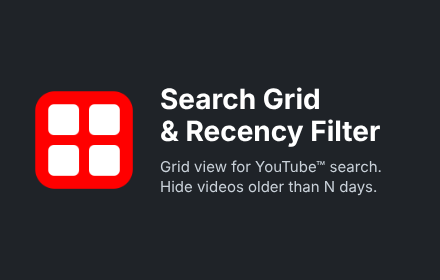 Search Grid
& Recency Filter
Grid view for YouTube™ search.
Hide videos older than N days.